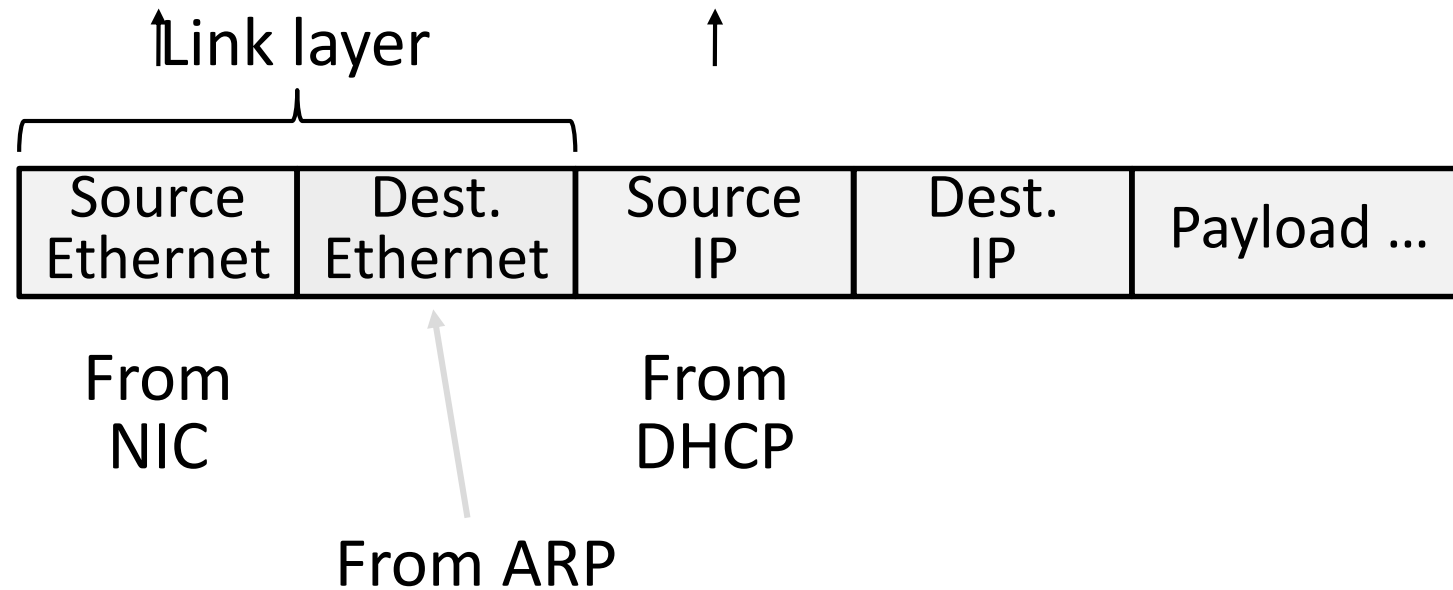 Link layer
Source
Ethernet
Dest.
Ethernet
Source
IP
Dest.
IP
Payload ...
From
NIC
From
DHCP
From ARP